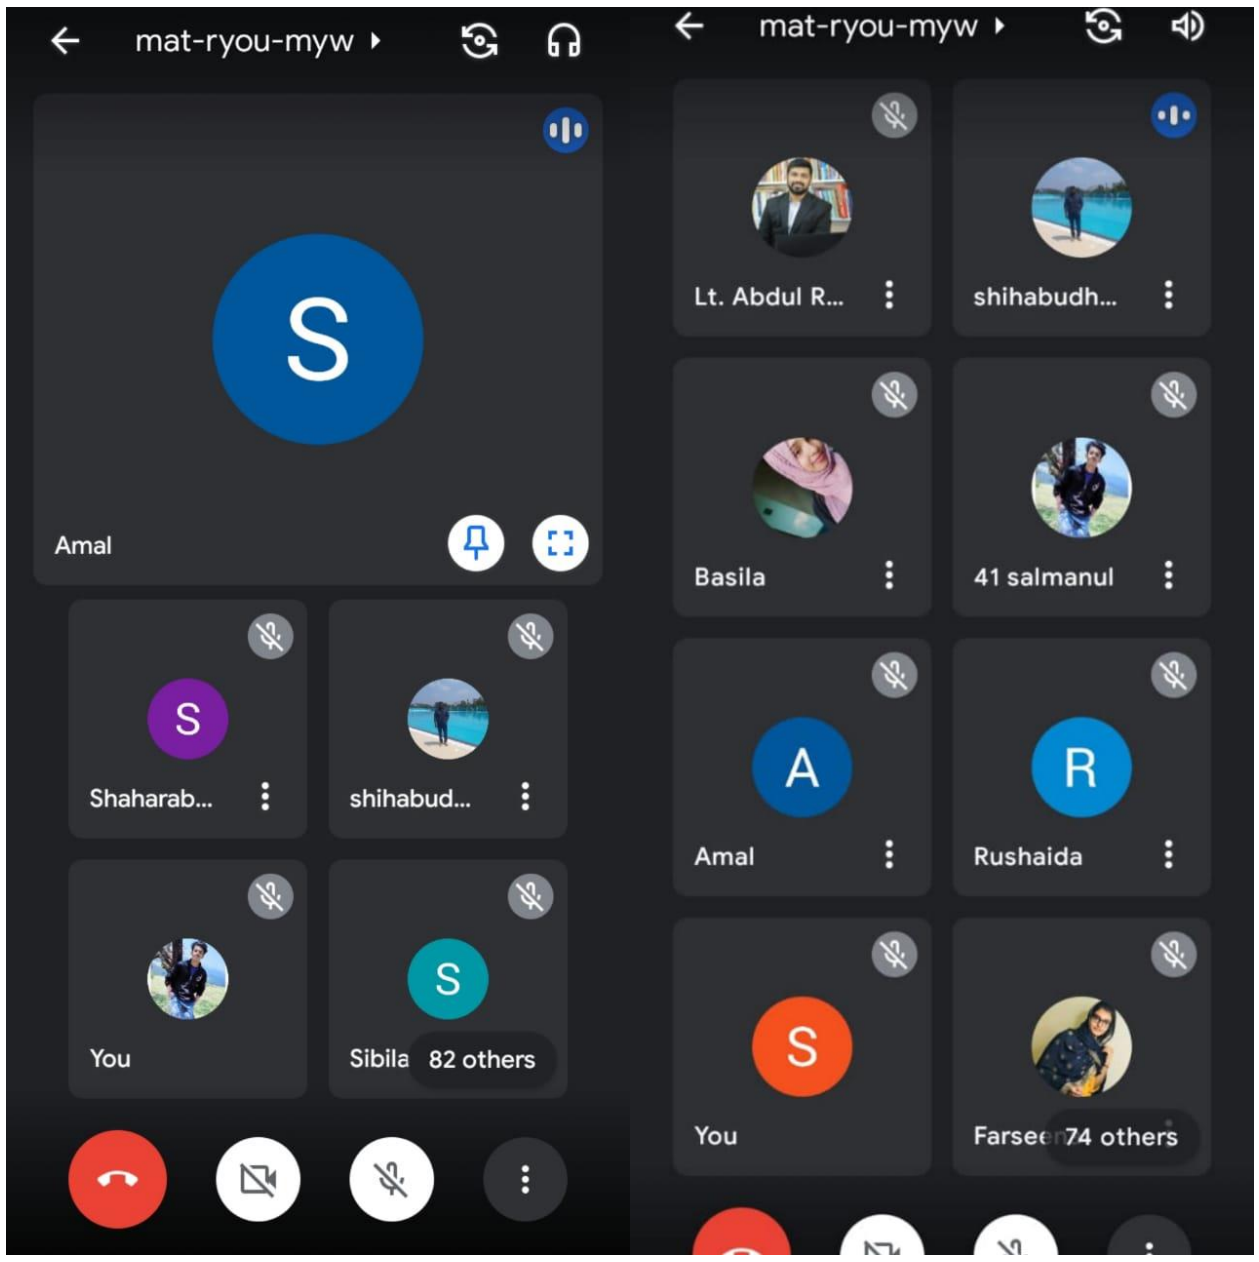 mat-ryou-myw
S
Amal
S
Shaharab...
shihabud...
You
S
Sibila
82 others
mat-ryou-myw
Lt. Abdul R...
shihabudh...
Basila
41 salmanul
A
Amal
R
Rushaida
S
You
Farseena
74 others